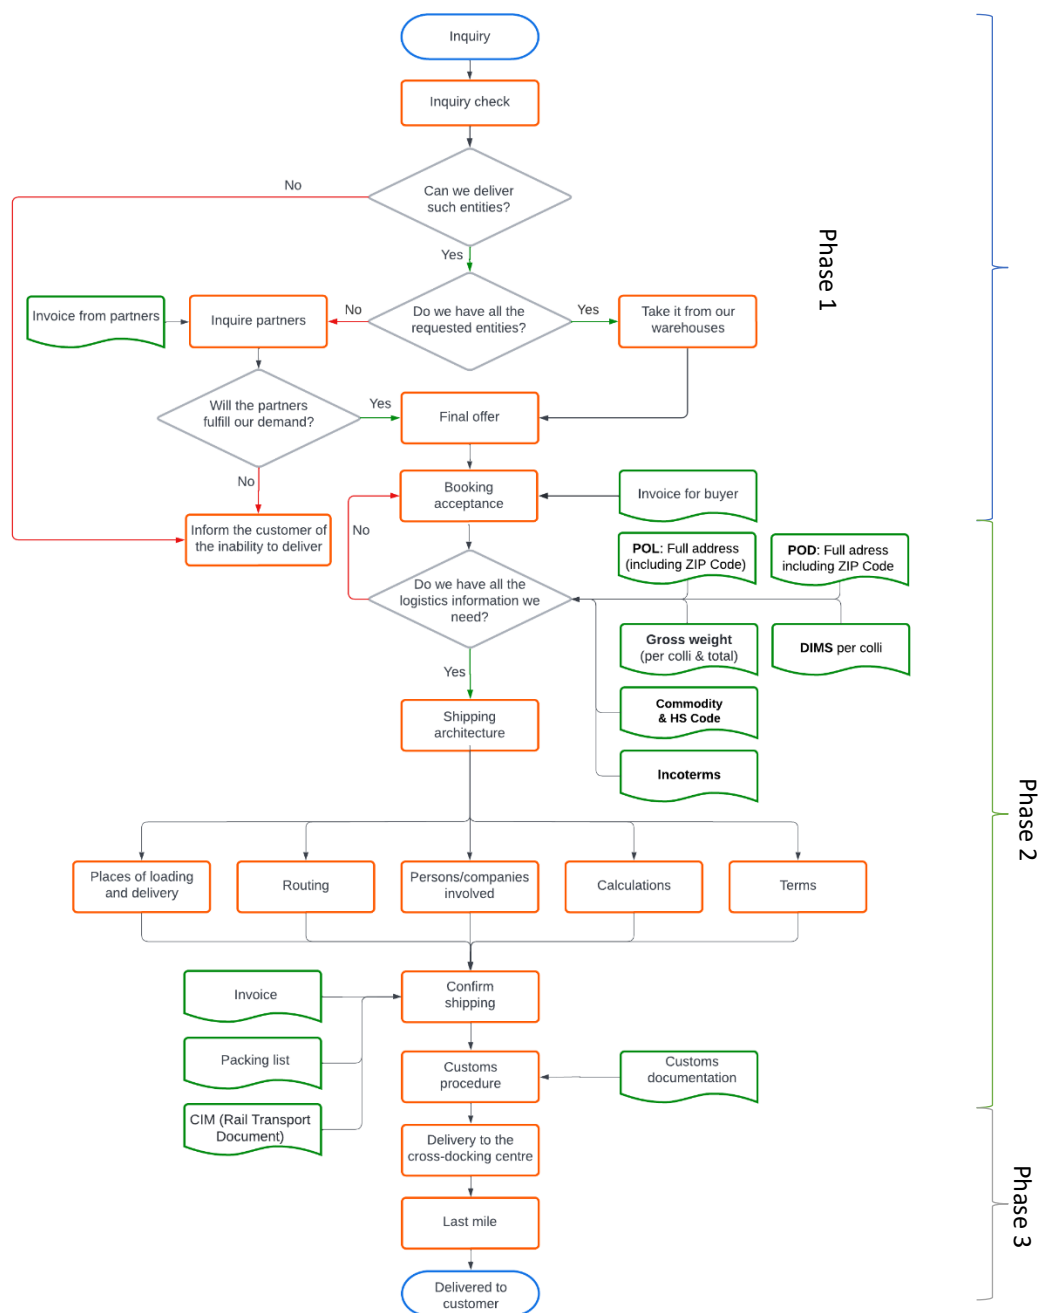 Inquiry
Inquiry check
No
Can we deliver
such entities?
Yes
Phase 1
Invoice from partners
Inquire partners
No
Do we have all the
requested entities?
Yes
Take it from our
warehouses
Will the partners
fulfill our demand?
Yes
Final offer
No
Booking
acceptance
Invoice for buyer
Inform the customer of
the inability to deliver
No
POL: Full address
(including ZIP Code)
POD: Full adress
including ZIP Code
Do we have all the
logistics information we
need?
Gross weight
(per colli & total)
DIMS per colli
Yes
Commodity
& HS Code
Shipping
architecture
Incoterms
Phase 2
Places of loading
and delivery
Routing
Persons/companies
involved
Calculations
Terms
Invoice
Confirm
shipping
Packing list
Customs
procedure
Customs
documentation
CIM (Rail Transport
Document)
Delivery to the
cross-docking centre
Phase 3
Last mile
Delivered to
customer